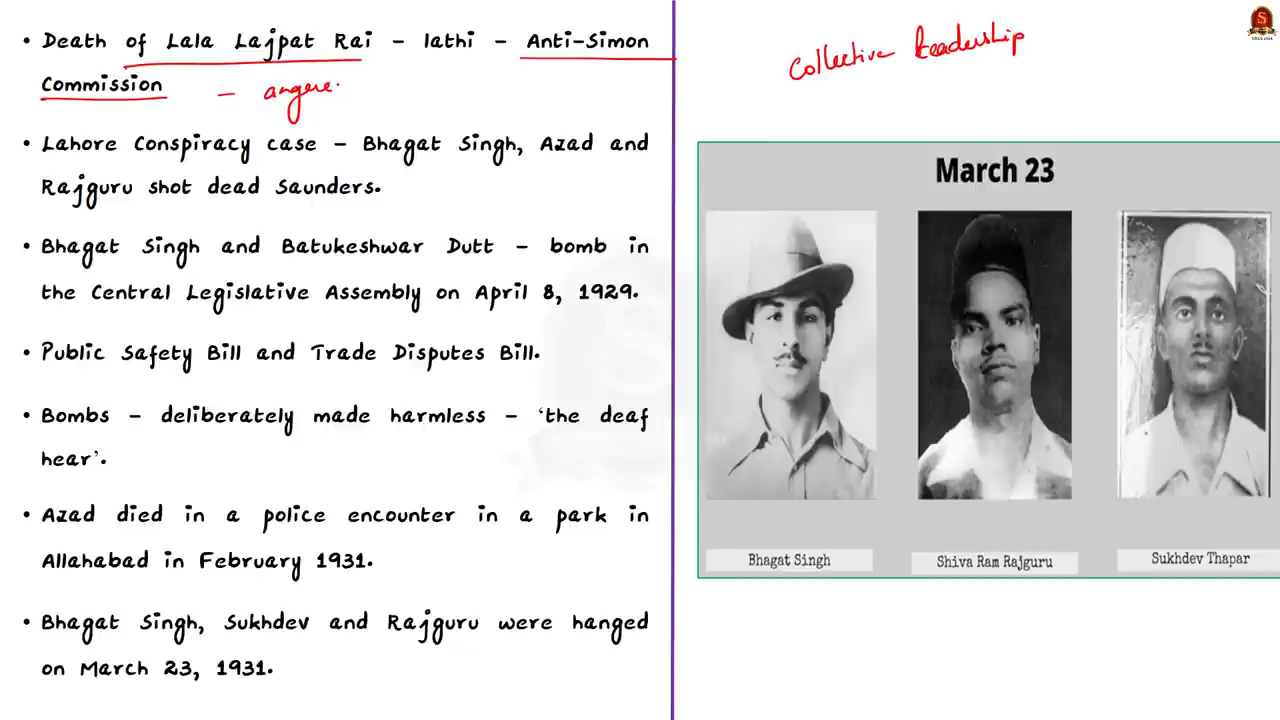 • Death of Lala Lajpat Rai – lathi – Anti-Simon
Commission – angere.
• Lahore Conspiracy case – Bhagat Singh, Azad and
Rajguru shot dead Saunders.
• Bhagat Singh and Batukeshwar Dutt – bomb in
the Central Legislative Assembly on April 8, 1929.
• Public Safety Bill and Trade Disputes Bill.
• Bombs – deliberately made harmless – ‘the deaf
hear’.
• Azad died in a police encounter in a park in
Allahabad in February 1931.
• Bhagat Singh, Sukhdev and Rajguru were hanged
on March 23, 1931.
Collective leadership
March 23
Bhagat Singh
Shiva Ram Rajguru
Sukhdev Thapar